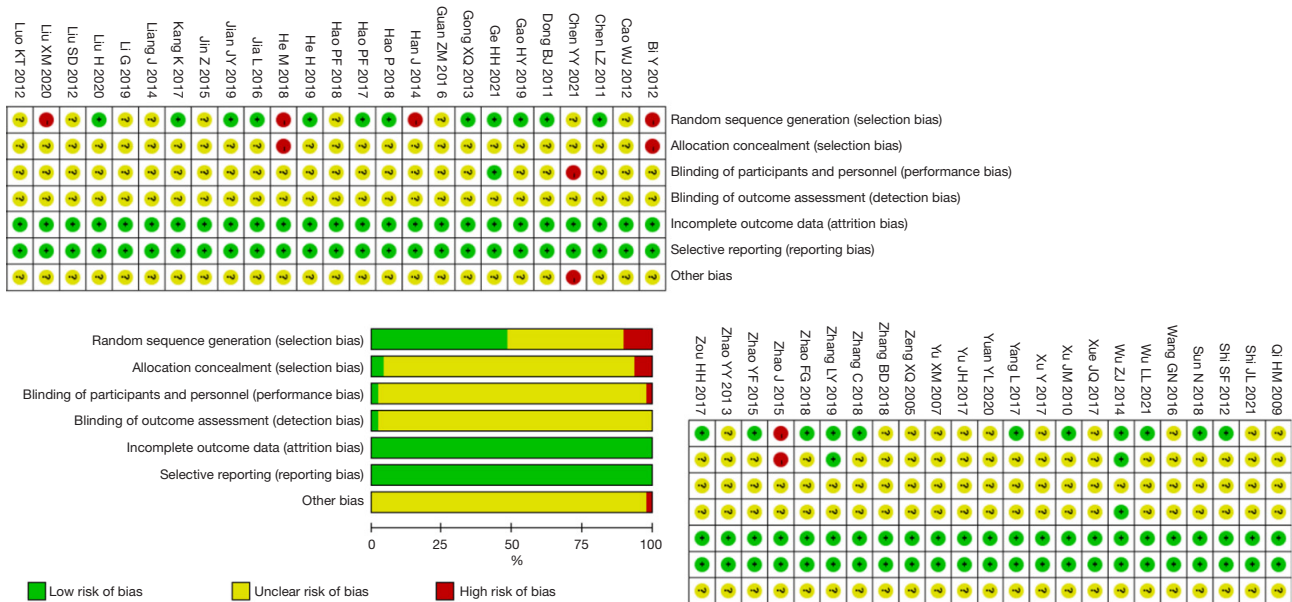 Luo KT 2012
Liu XM 2020
Liu SD 2012
Liu H 2020
Li G 2019
Liang J 2014
Kang K 2017
Jin Z 2015
Jian JY 2019
Jia L 2016
He M 2018
He H 2019
Hao PF 2018
Hao PF 2017
Hao P 2018
Han J 2014
Guan ZM 201 6
Gong XQ 2013
Ge HH 2021
Gao HY 2019
Dong BJ 2011
Chen YY 2021
Chen LZ 2011
Cao WJ 2012
Bi Y 2012
Random sequence generation (selection bias)
Allocation concealment (selection bias)
Blinding of participants and personnel (performance bias)
Blinding of outcome assessment (detection bias)
Incomplete outcome data (attrition bias)
Selective reporting (reporting bias)
Other bias
Random sequence generation (selection bias)
Allocation concealment (selection bias)
Blinding of participants and personnel (performance bias)
Blinding of outcome assessment (detection bias)
Incomplete outcome data (attrition bias)
Selective reporting (reporting bias)
Other bias
0 50 100
%
Low risk of bias Unclear risk of bias High risk of bias
Zou HH 2017
Zhao YY 201 3
Zhao YF 2015
Zhao J 2015
Zhao FG 2018
Zhang LY 2019
Zhang C 2018
Zhang BD 2018
Zeng XQ 2005
Yu XM 2007
Yu JH 2017
Yuan YL 2020
Yang L 2017
Xu Y 2017
Xu JM 2010
Xue JQ 2017
Wu ZJ 2014
Wu LL 2021
Wang GN 2016
Sun N 2018
Shi SF 2012
Shi JL 2021
Qi HM 2009